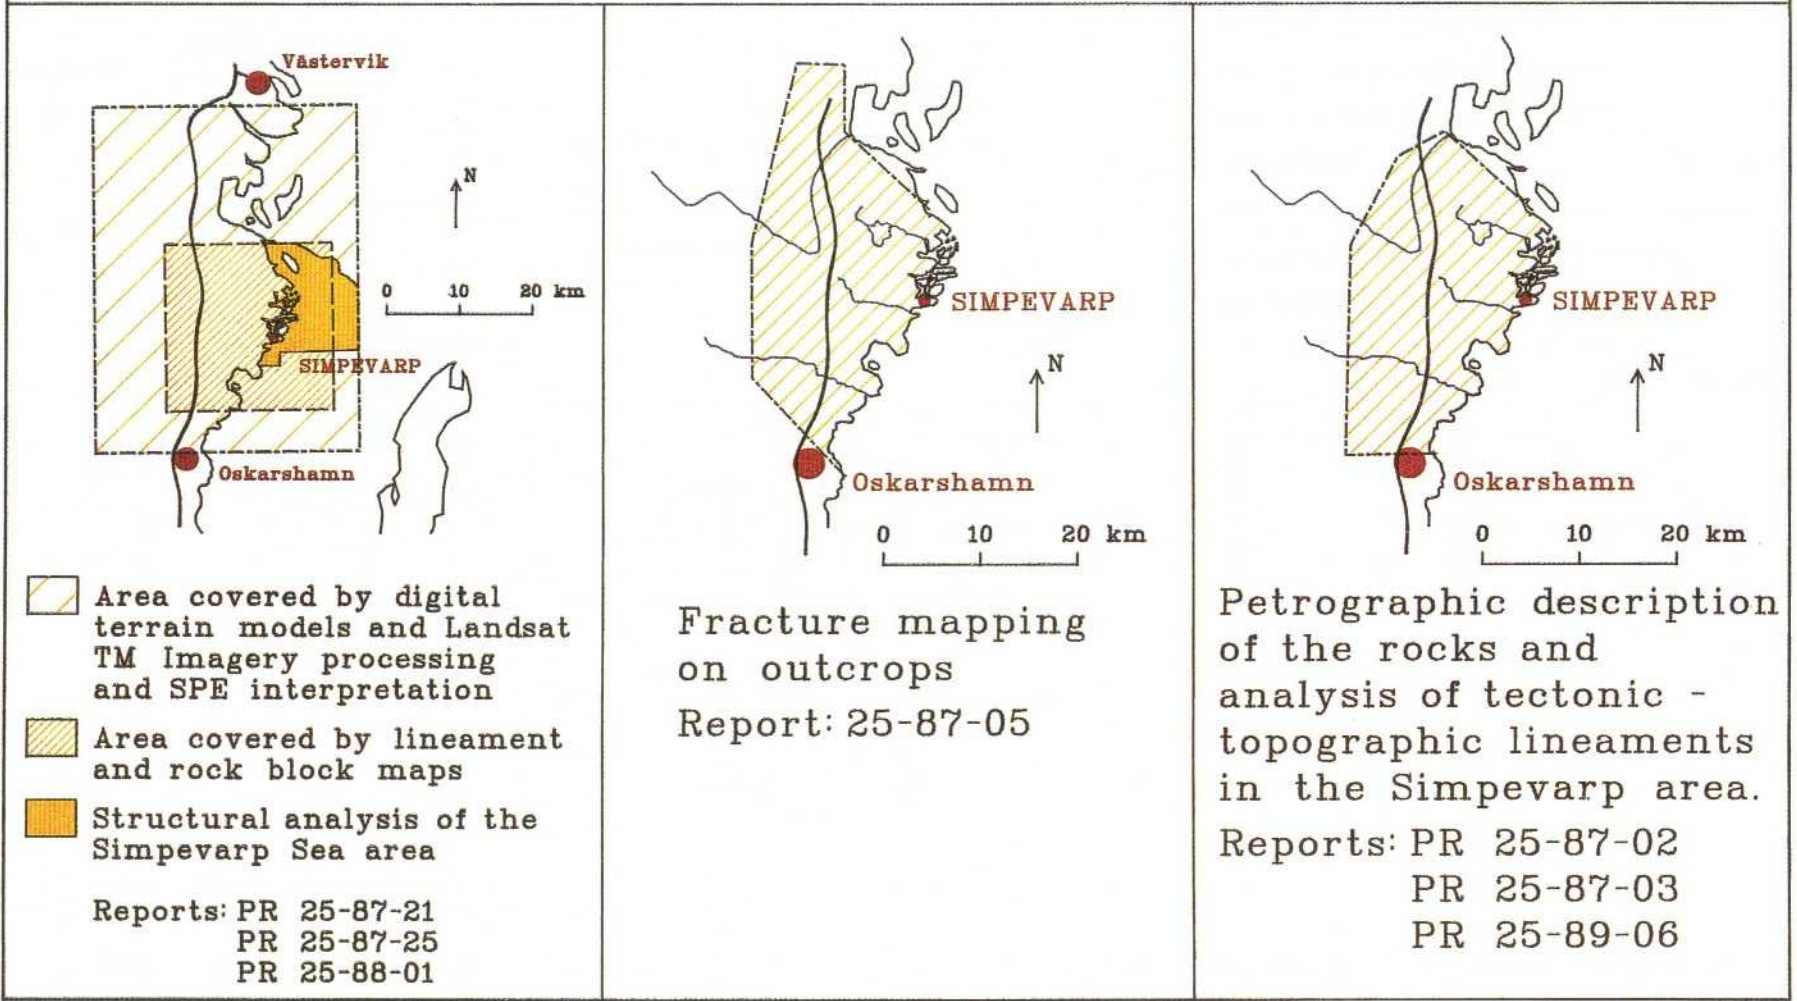 Västervik
N
0 10 20 km
SIMPEVARP
Oskarshamn
Area covered by digital
terrain models and Landsat
TM Imagery processing
and SPE interpretation
Area covered by lineament
and rock block maps
Structural analysis of the
Simpevarp Sea area
Reports: PR 25-87-21
PR 25-87-25
PR 25-88-01
SIMPEVARP
N
Oskarshamn
0 10 20 km
Fracture mapping
on outcrops
Report: 25-87-05
SIMPEVARP
N
Oskarshamn
0 10 20 km
Petrographic description
of the rocks and
analysis of tectonic -
topographic lineaments
in the Simpevarp area.
Reports: PR 25-87-02
PR 25-87-03
PR 25-89-06